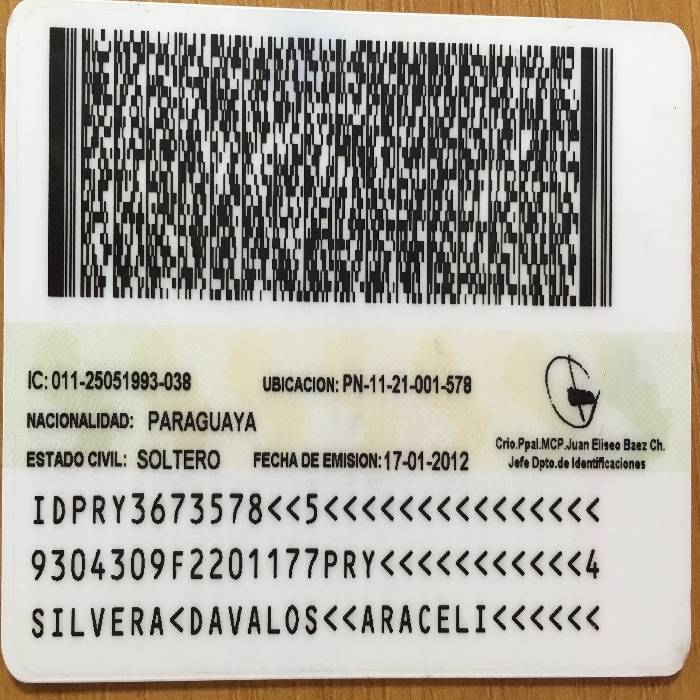 IC: 011-25051993-038 UBICACION: PN-11-21-001-578
NACIONALIDAD: PARAGUAYA
ESTADO CIVIL: SOLTERO FECHA DE EMISION: 17-01-2012
Crio.Ppal.MCP.Juan Eliseo Baez Ch.
Jefe Dpto.de Identificaciones
IDPRY3673578<<5<<<<<<<<<<<<<<<
9304309F2201177PRY<<<<<<<<<<<4
SILVERA<DAVALOS<<ARACELI<<<<<<